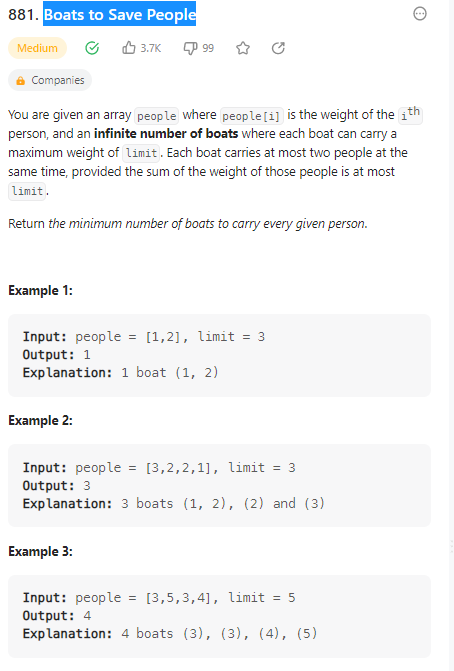 881. Boats to Save People
Medium 3.7K 99
Companies
You are given an array people where people[i] is the weight of the ith
person, and an infinite number of boats where each boat can carry a
maximum weight of limit. Each boat carries at most two people at the
same time, provided the sum of the weight of those people is at most
limit.
Return the minimum number of boats to carry every given person.
Example 1:
Input: people = [1,2], limit = 3
Output: 1
Explanation: 1 boat (1, 2)
Example 2:
Input: people = [3,2,2,1], limit = 3
Output: 3
Explanation: 3 boats (1, 2), (2) and (3)
Example 3:
Input: people = [3,5,3,4], limit = 5
Output: 4
Explanation: 4 boats (3), (3), (4), (5)